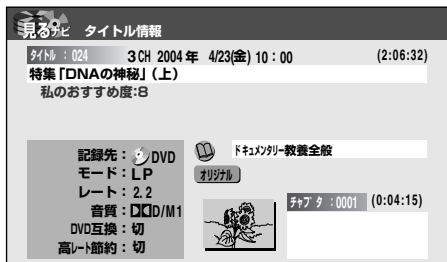 見るナビ タイトル情報
タイトル：024 3CH 2004年 4/23(金) 10：00 (2:06:32)
特集「DNAの神秘」（上）
私のおすすめ度:8
記録先：DVD
モード：LP
レート：2.2
音質：DD D/M1
DVD互換：切
高レート節約：切
ドキュメンタリー教養全般
オリジナル
チャプタ：0001 (0:04:15)